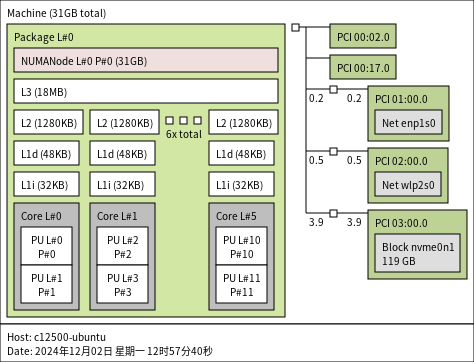 Machine (31GB total)
Package L#0
NUMANode L#0 P#0 (31GB)
L3 (18MB)
L2 (1280KB) L2 (1280KB) L2 (1280KB)
6x total
L1d (48KB) L1d (48KB) L1d (48KB)
L1i (32KB) L1i (32KB) L1i (32KB)
Core L#0 Core L#1 Core L#5
PU L#0 PU L#2 PU L#10
P#0 P#2 P#10
PU L#1 PU L#3 PU L#11
P#1 P#3 P#11
PCI 00:02.0
PCI 00:17.0
0.2 0.2 PCI 01:00.0
Net enp1s0
0.5 0.5 PCI 02:00.0
Net wlp2s0
3.9 3.9 PCI 03:00.0
Block nvme0n1
119 GB
Host: c12500-ubuntu
Date: 2024年12月02日 星期一 12时57分40秒